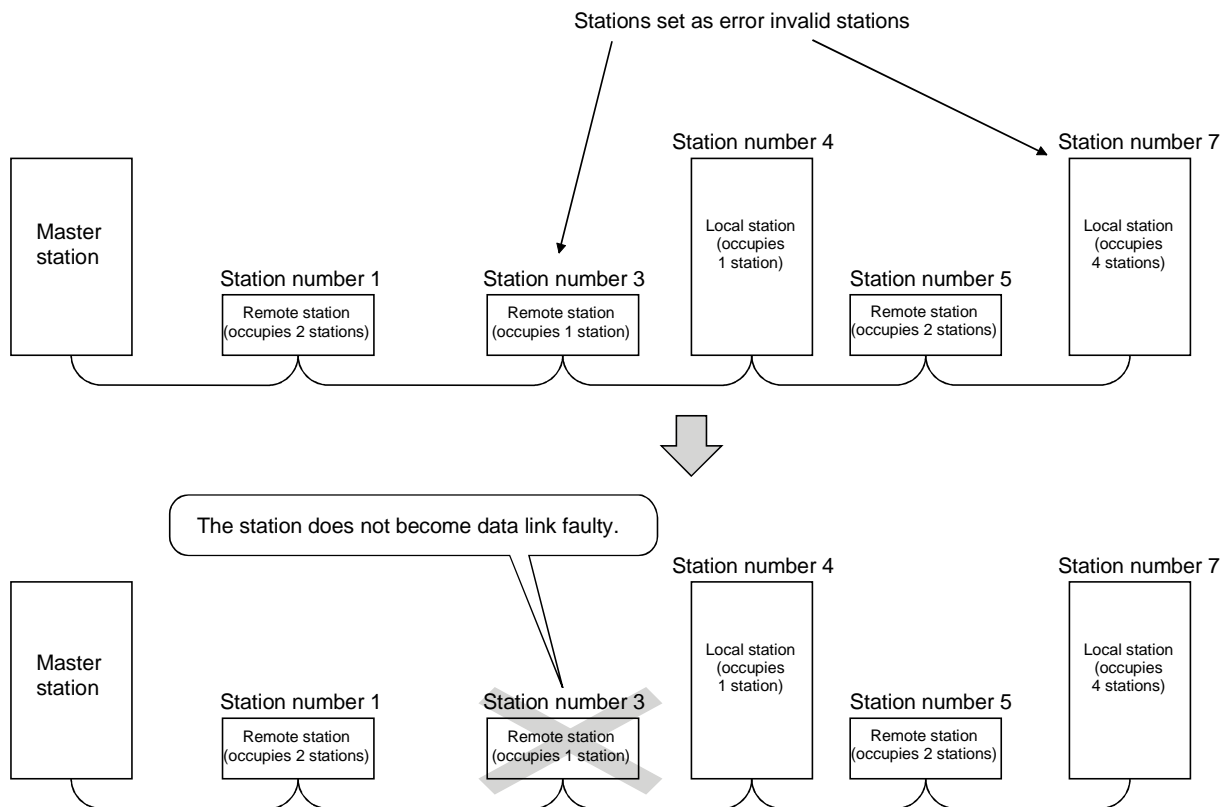 Stations set as error invalid stations
Station number 4
Station number 7
Master
station
Local station
(occupies
1 station)
Local station
(occupies
4 stations)
Station number 1
Station number 3
Station number 5
Remote station
(occupies 2 stations)
Remote station
(occupies 1 station)
Remote station
(occupies 2 stations)
The station does not become data link faulty.
Station number 4
Station number 7
Master
station
Local station
(occupies
1 station)
Local station
(occupies
4 stations)
Station number 1
Station number 3
Station number 5
Remote station
(occupies 2 stations)
Remote station
(occupies 1 station)
Remote station
(occupies 2 stations)